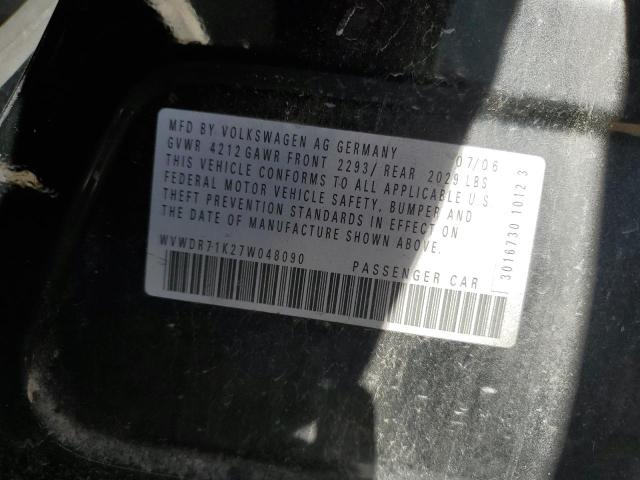 MFD BY VOLKSWAGEN AG GERMANY 07/06
GVWR 4212 GAWR FRONT 2293/ REAR 2029 LBS
THIS VEHICLE CONFORMS TO ALL APPLICABLE U.S
FEDERAL MOTOR VEHICLE SAFETY, BUMPER AND
THEFT PREVENTION STANDARDS IN EFFECT ON
THE DATE OF MANUFACTURE SHOWN ABOVE.
WVWDR71K27W048090 PASSENGER CAR
3016730 1012 3